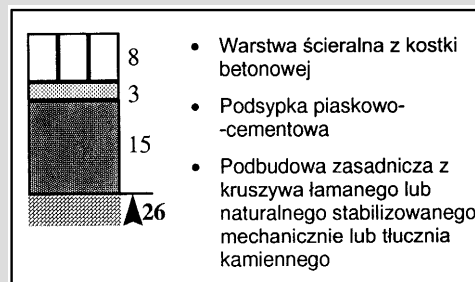 8
3
15
26
• Warstwa ścieralna z kostki
betonowej
• Podsypka piaskowo-
-cementowa
• Podbudowa zasadnicza z
kruszywa łamanego lub
naturalnego stabilizowanego
mechanicznie lub tłucznia
kamiennego